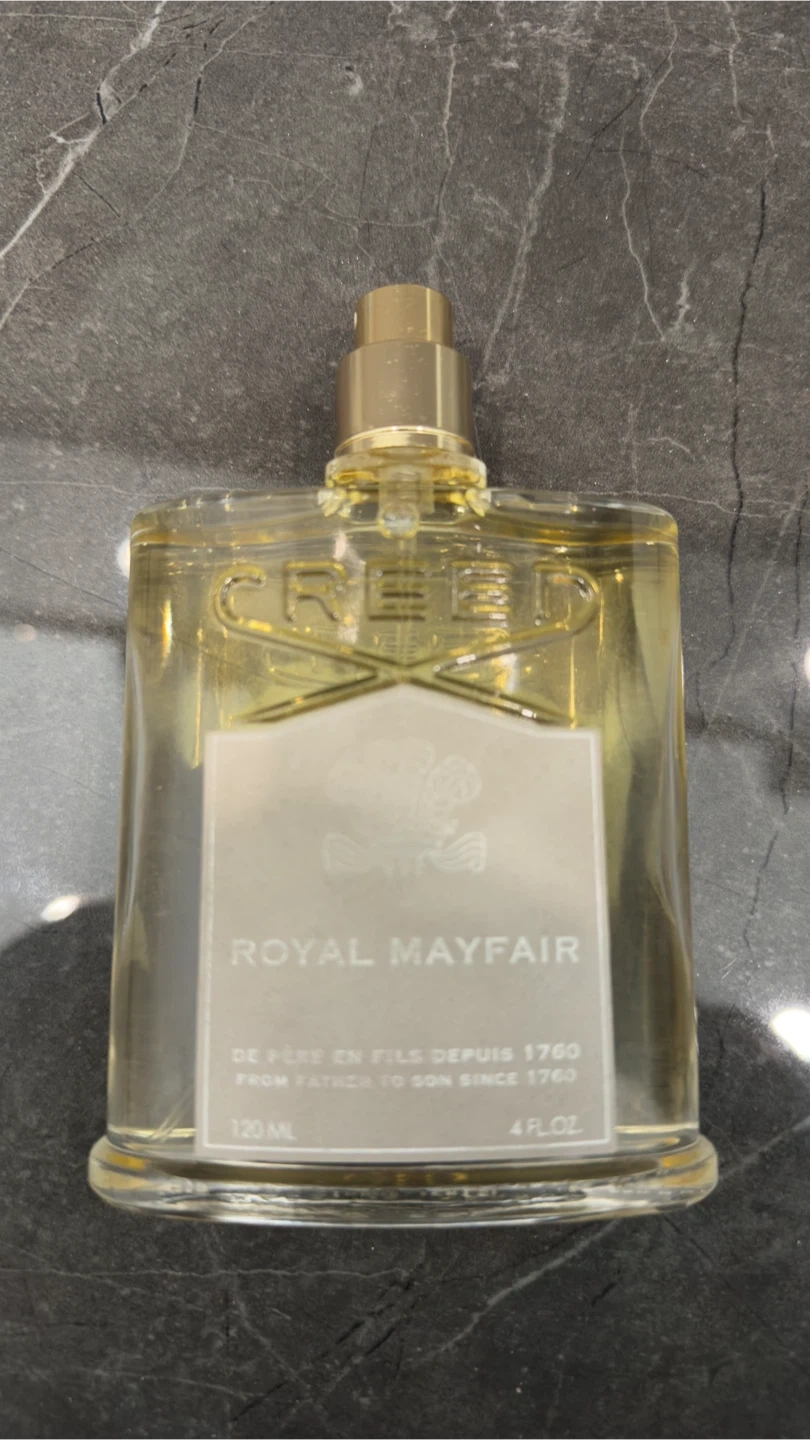 CREED
ROYAL MAYFAIR
DE PÈRE EN FILS DEPUIS 1760
FROM FATHER TO SON SINCE 1760
120 ML 4 FL.OZ.